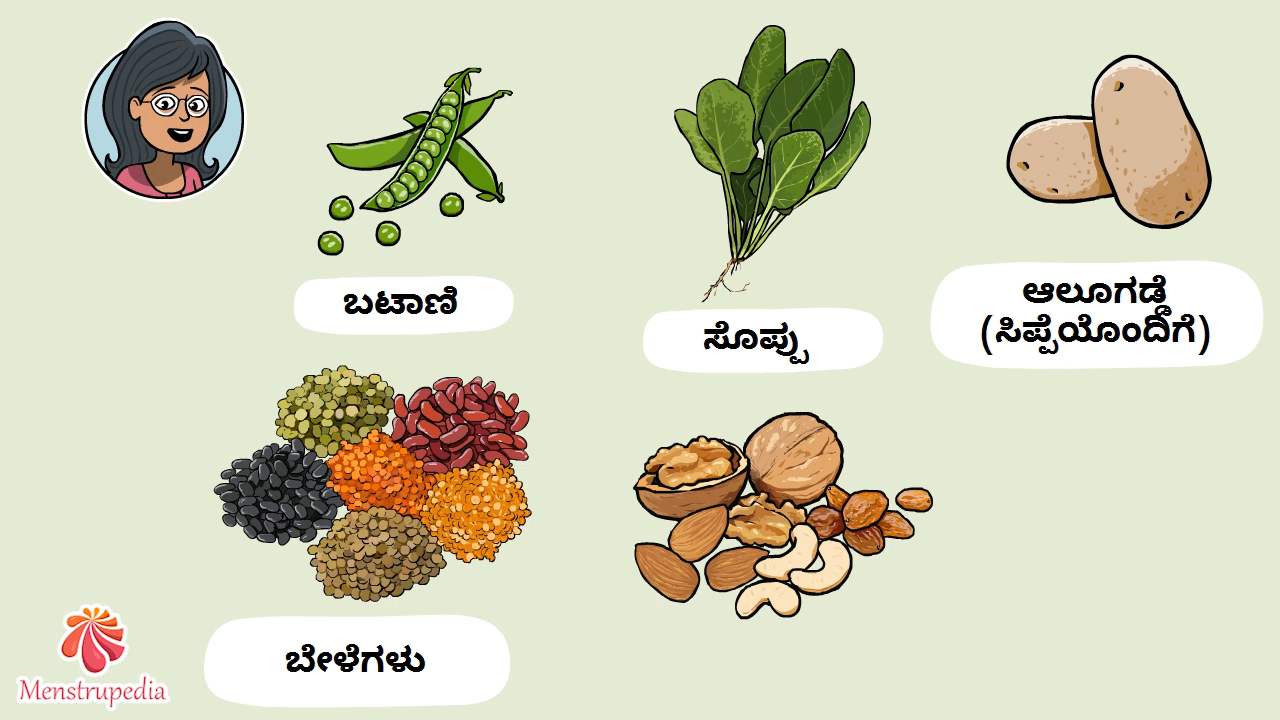 ಬಟಾಣಿ
ಸೊಪ್ಪು
ಆಲೂಗಡ್ಡೆ
(ಸಿಪ್ಪೆಯೊಂದಿಗೆ)
ಬೇಳೆಗಳು
Menstrupedia